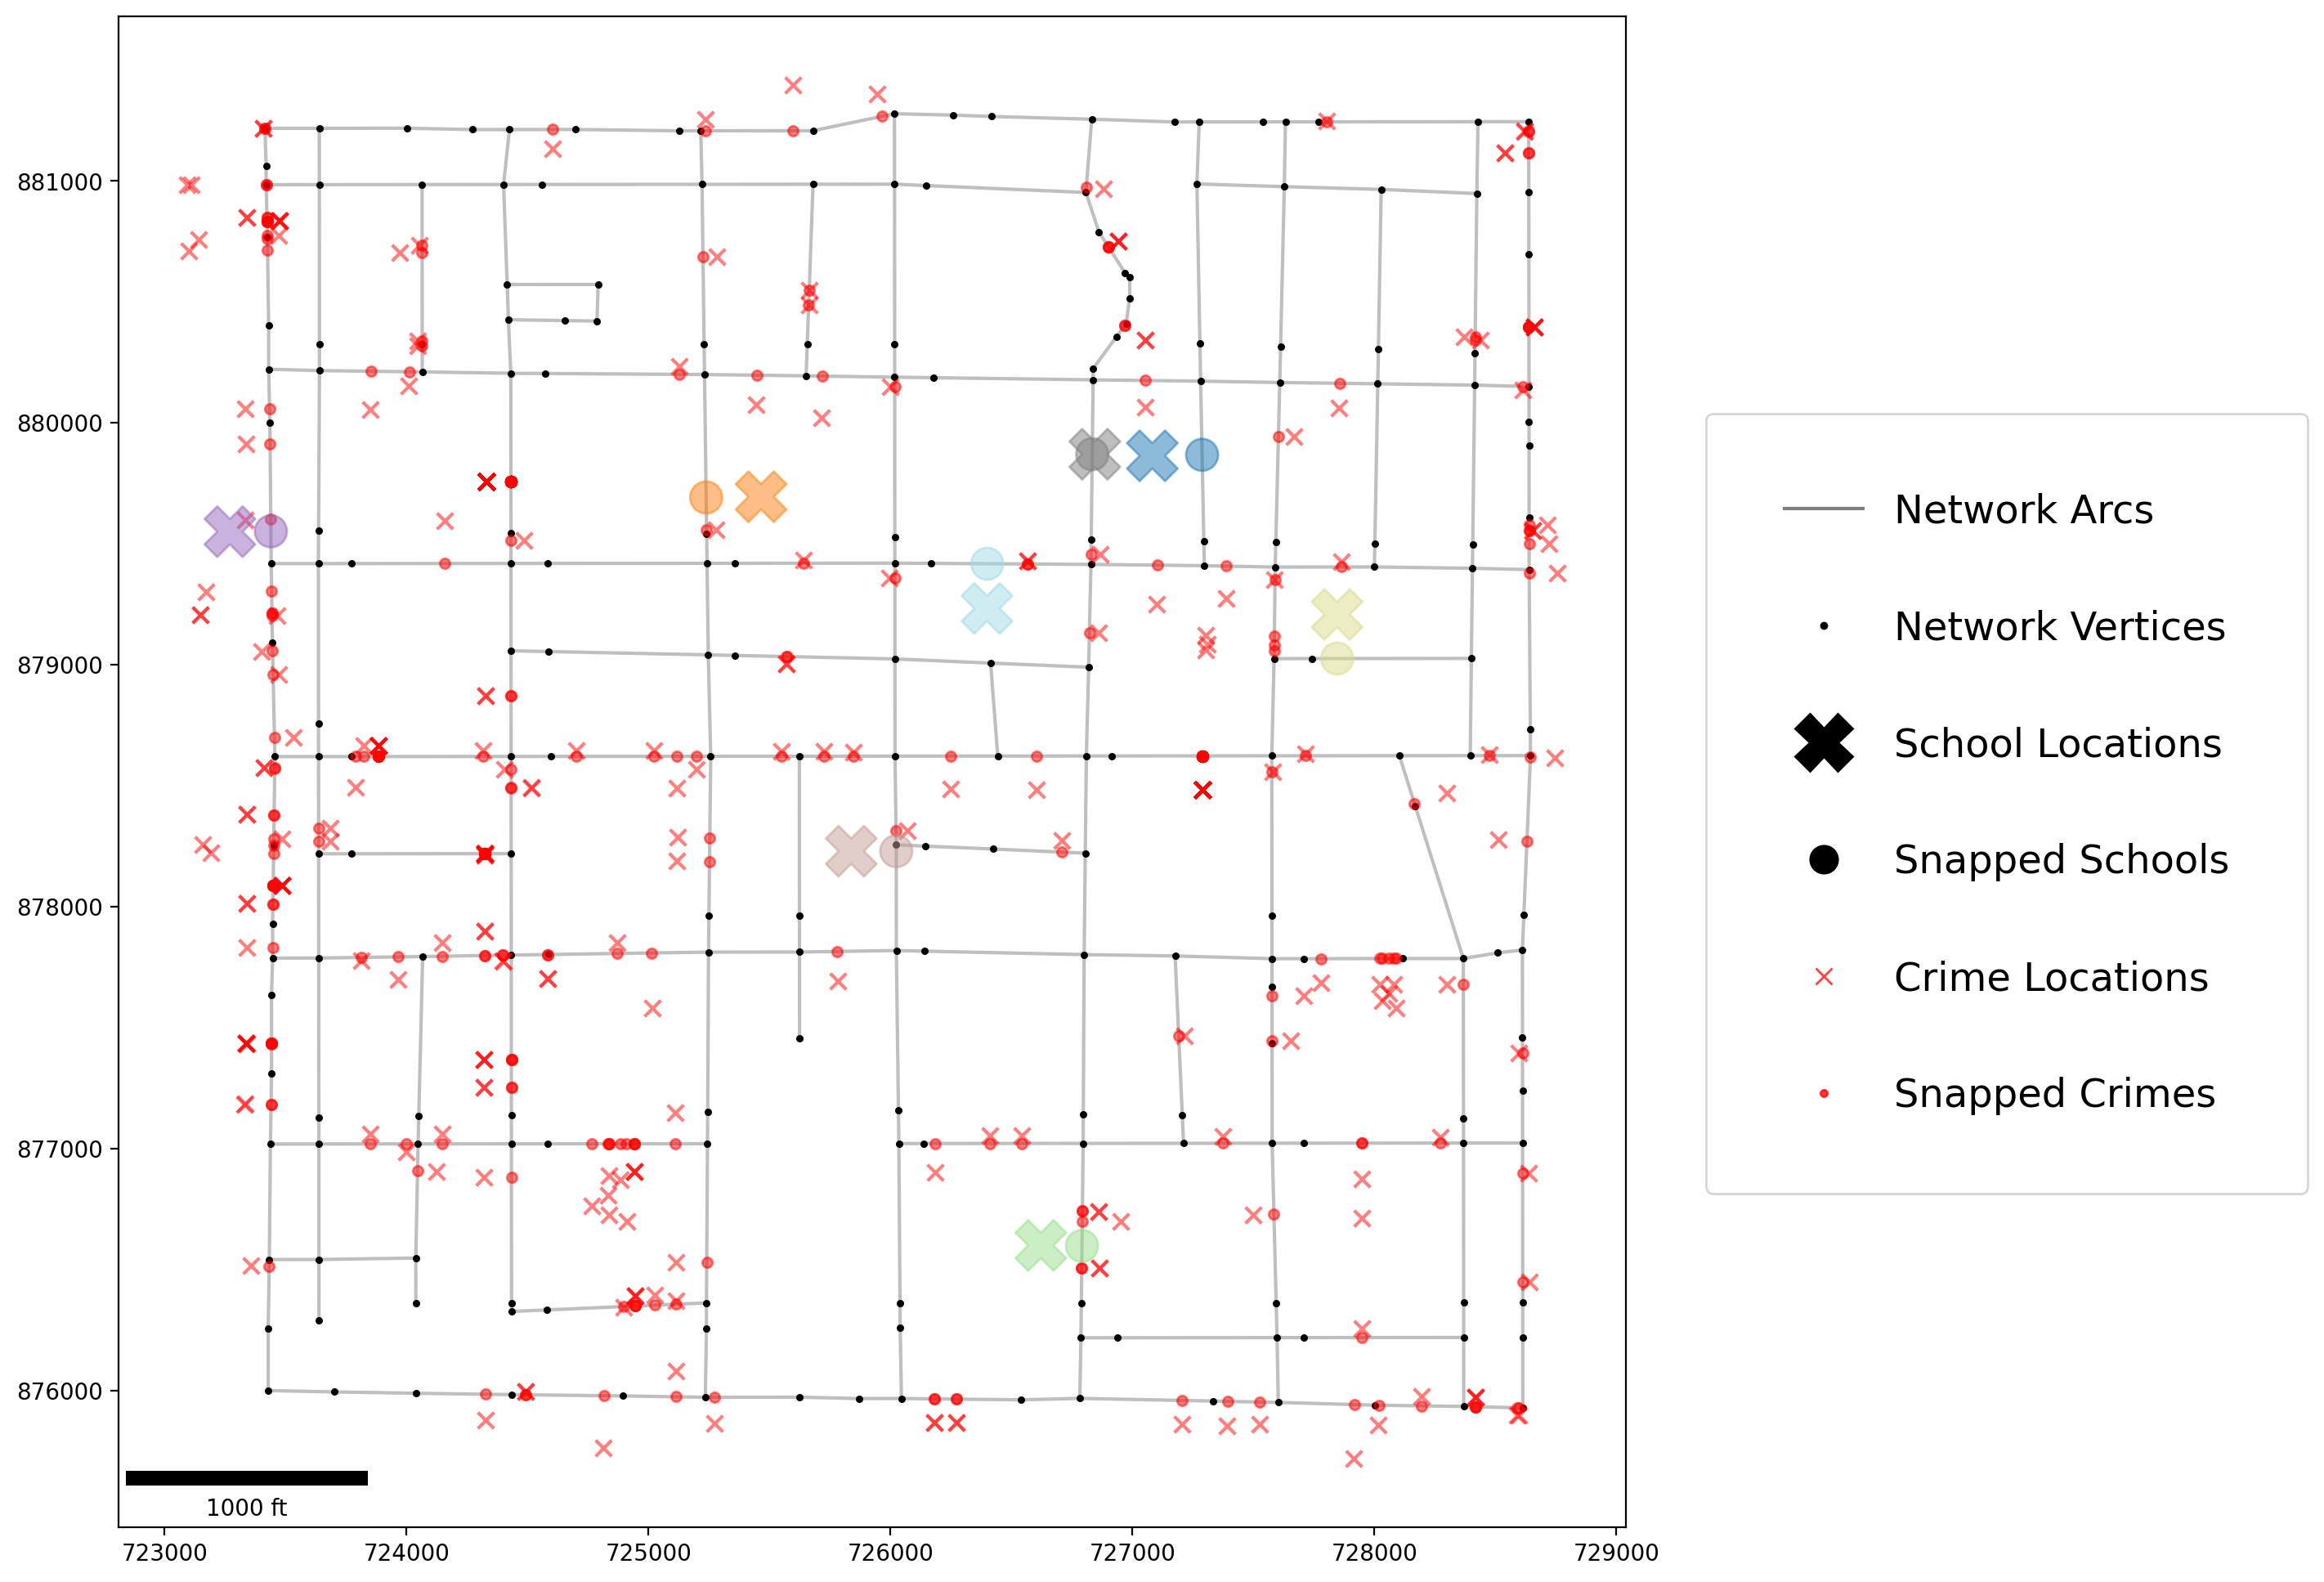 881000
880000
879000
878000
877000
876000
1000 ft
723000 724000 725000 726000 727000 728000 729000
Network Arcs
Network Vertices
School Locations
Snapped Schools
Crime Locations
Snapped Crimes